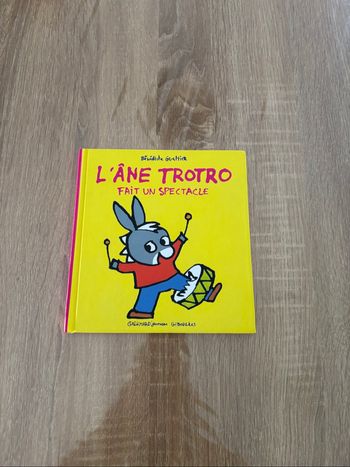 Bénédicte Guettier
L'ÂNE TROTRO
FAIT UN SPECTACLE
GALLIMARD jeunesse GIBOULÉES